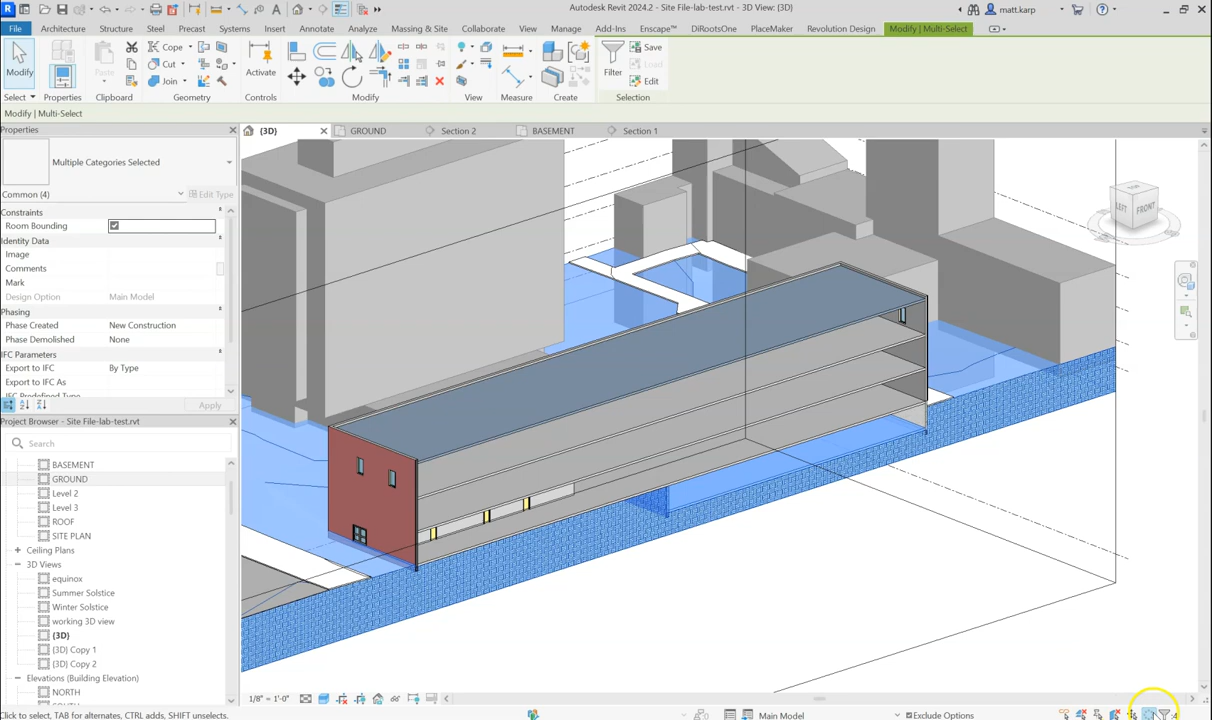 Autodesk Revit 2024.2 - Site File-lab-test.rvt - 3D View: {3D}
matt.karp
File Architecture Structure Steel Precast Systems Insert Annotate Analyze Massing & Site Collaborate View Manage Add-Ins Enscape™ DiRootsOne PlaceMaker Revolution Design Modify | Multi-Select
Modify Paste Cope Cut Join Activate Filter Save Load Edit
Select Properties Clipboard Geometry Controls Modify View Measure Create Selection
Modify | Multi-Select
Properties
{3D} GROUND Section 2 BASEMENT Section 1
Multiple Categories Selected
Common (4) Edit Type
Constraints
Room Bounding
Identity Data
Image
Comments
Mark
Design Option Main Model
Phasing
Phase Created New Construction
Phase Demolished None
IFC Parameters
Export to IFC By Type
Export to IFC As
IFC Predefined Type
Apply
Project Browser - Site File-lab-test.rvt
Search
BASEMENT
GROUND
Level 2
Level 3
ROOF
SITE PLAN
Ceiling Plans
3D Views
equinox
Summer Solstice
Winter Solstice
working 3D view
{3D}
{3D} Copy 1
{3D} Copy 2
Elevations (Building Elevation)
NORTH
TOP
LEFT FRONT
1/8" = 1'-0"
Click to select, TAB for alternates, CTRL adds, SHIFT unselects.
Main Model Exclude Options